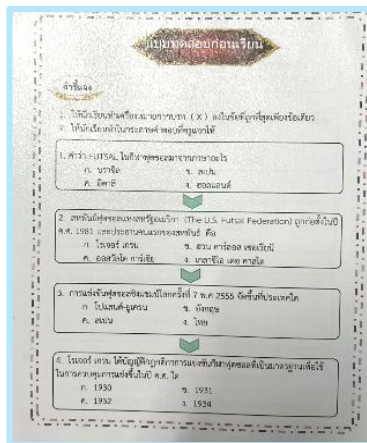 แบบทดสอบก่อนเรียน
คำชี้แจง
1. ให้นักเรียนทำเครื่องหมายกากบาท ( X ) ลงในข้อที่ถูกที่สุดเพียงข้อเดียว
2. ให้นักเรียนทำในกระดาษคำตอบที่ครูแจกให้
1. คำว่า FUTSAL ในกีฬาฟุตซอลมาจากภาษาอะไร
ก. บราซิล ข. สเปน
ค. อิตาลี ง. ฮอลแลนด์
2. สหพันธ์ฟุตซอลแห่งสหรัฐอเมริกา (The U.S. Futsal Federation) ถูกก่อตั้งในปี
ค.ศ. 1981 และประธานคนแรกของสหพันธ์ คือ
ก. โรเจอร์ เกรน ข. ฮวน คาร์ลอส เซอเรียนี
ค. ออสวัลโด การ์เซีย ง.
3. การแข่งขันฟุตซอลชิงแชมป์โลกครั้งที่ 7 พ.ศ 2555 จัดขึ้นที่ประเทศใด
ก. โปแลนด์-ยูเครน ข. อังกฤษ
ค. สเปน ง. ไทย
4. โรเจอร์ เกรน ได้บัญญัติกฎกติกาการแข่งขันกีฬาฟุตซอลที่เป็นมาตรฐานเพื่อใช้
ในการควบคุมการแข่งขึ้นในปี ค.ศ. ใด
ก. 1930 ข. 1931
ค. 1932 ง. 1934